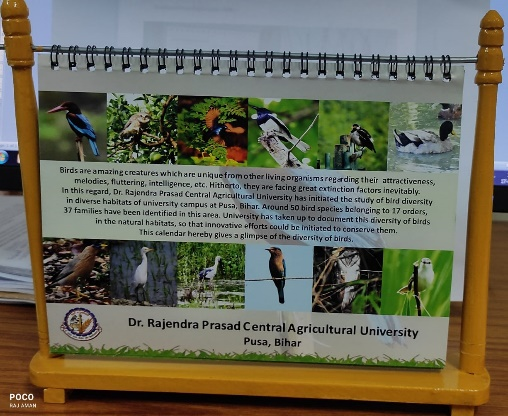 Birds are amazing creatures which are unique from other living organisms regarding their attractiveness,
melodies, fluttering, intelligence, etc. Hitherto, they are facing great extinction factors inevitably.
In this regard, Dr. Rajendra Prasad Central Agricultural University has initiated the study of bird diversity
in diverse habitats of university campus at Pusa, Bihar. Around 50 bird species belonging to 17 orders,
37 families have been identified in this area. University has taken up to document this diversity of birds
in the natural habitats, so that innovative efforts could be initiated to conserve them.
This calendar hereby gives a glimpse of the diversity of birds.
Dr. Rajendra Prasad Central Agricultural University
Pusa, Bihar
POCO
RAJ AMAN